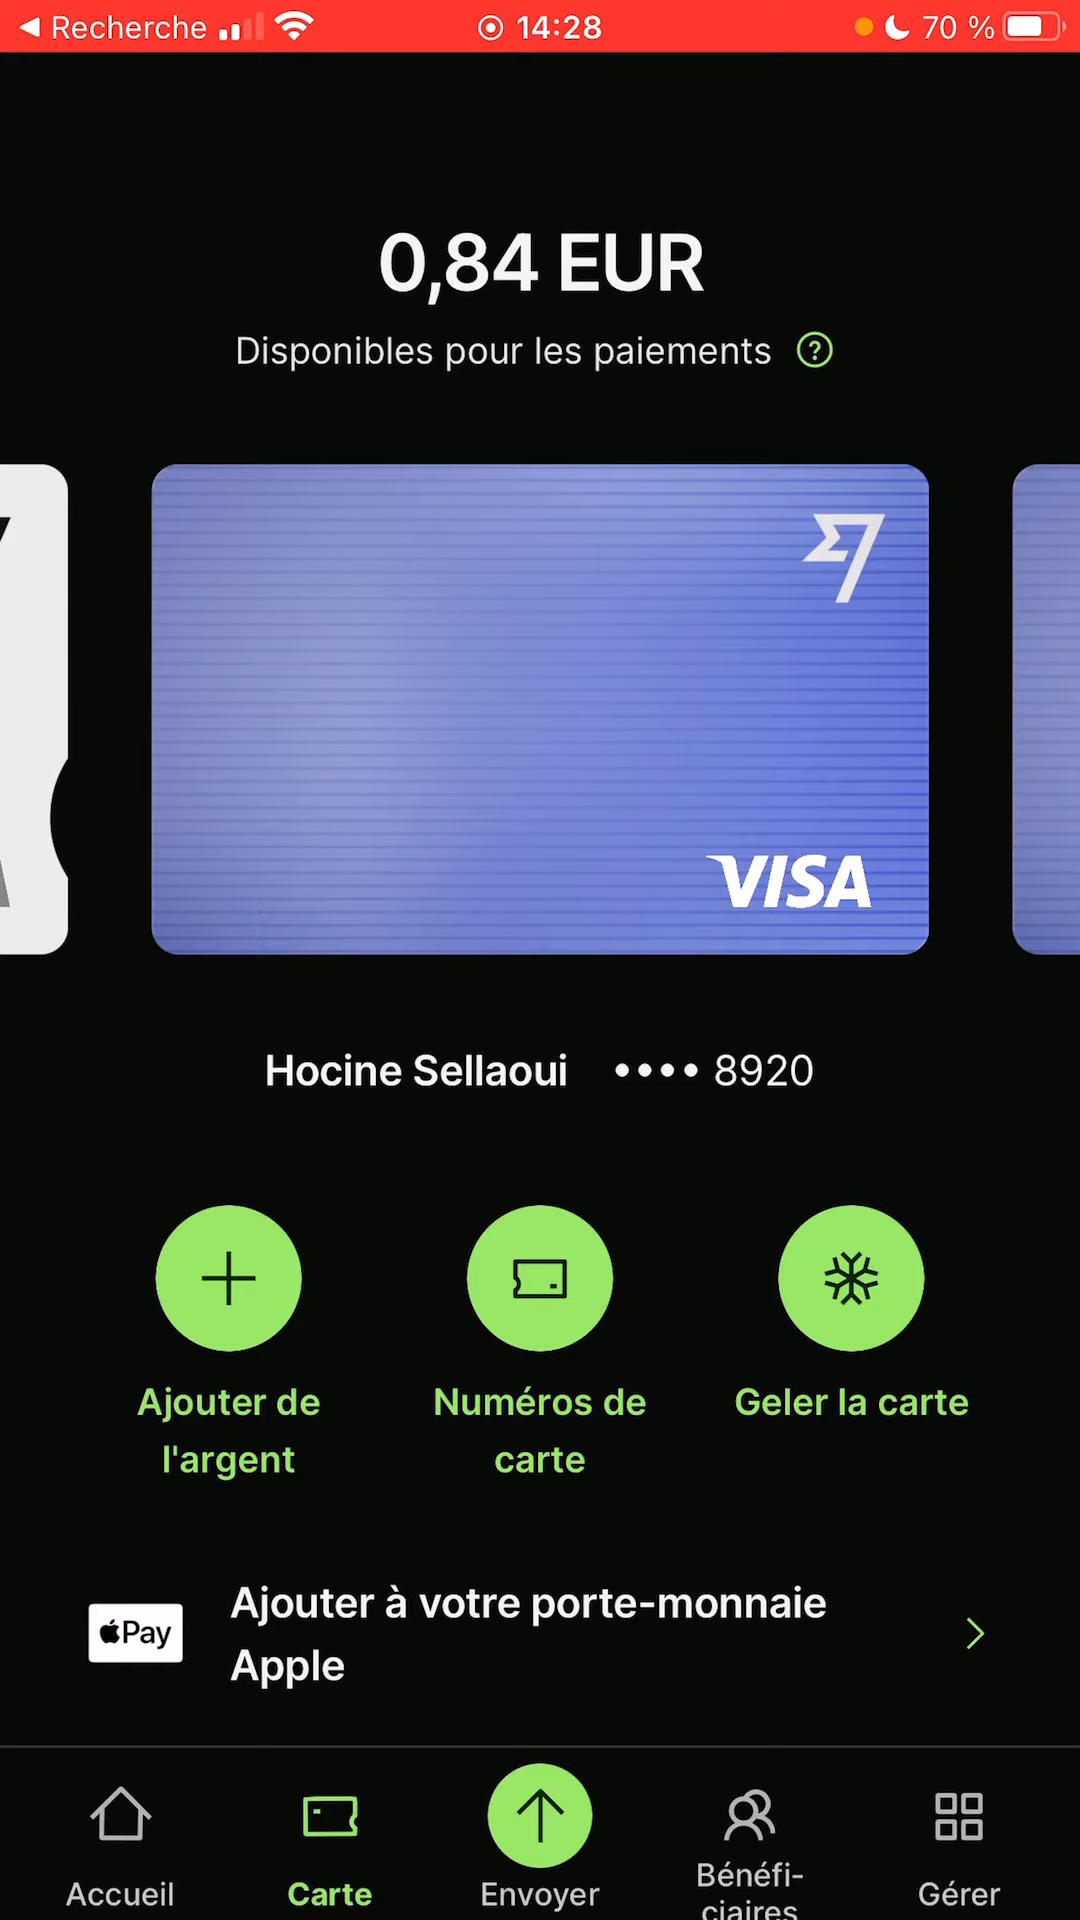 Recherche 14:28 70 %
0,84 EUR
Disponibles pour les paiements ?
VISA
Hocine Sellaoui •••• 8920
Ajouter de
l'argent
Numéros de
carte
Geler la carte
Pay
Ajouter à votre porte-monnaie
Apple
Accueil
Carte
Envoyer
Bénéfi-
ciaires
Gérer